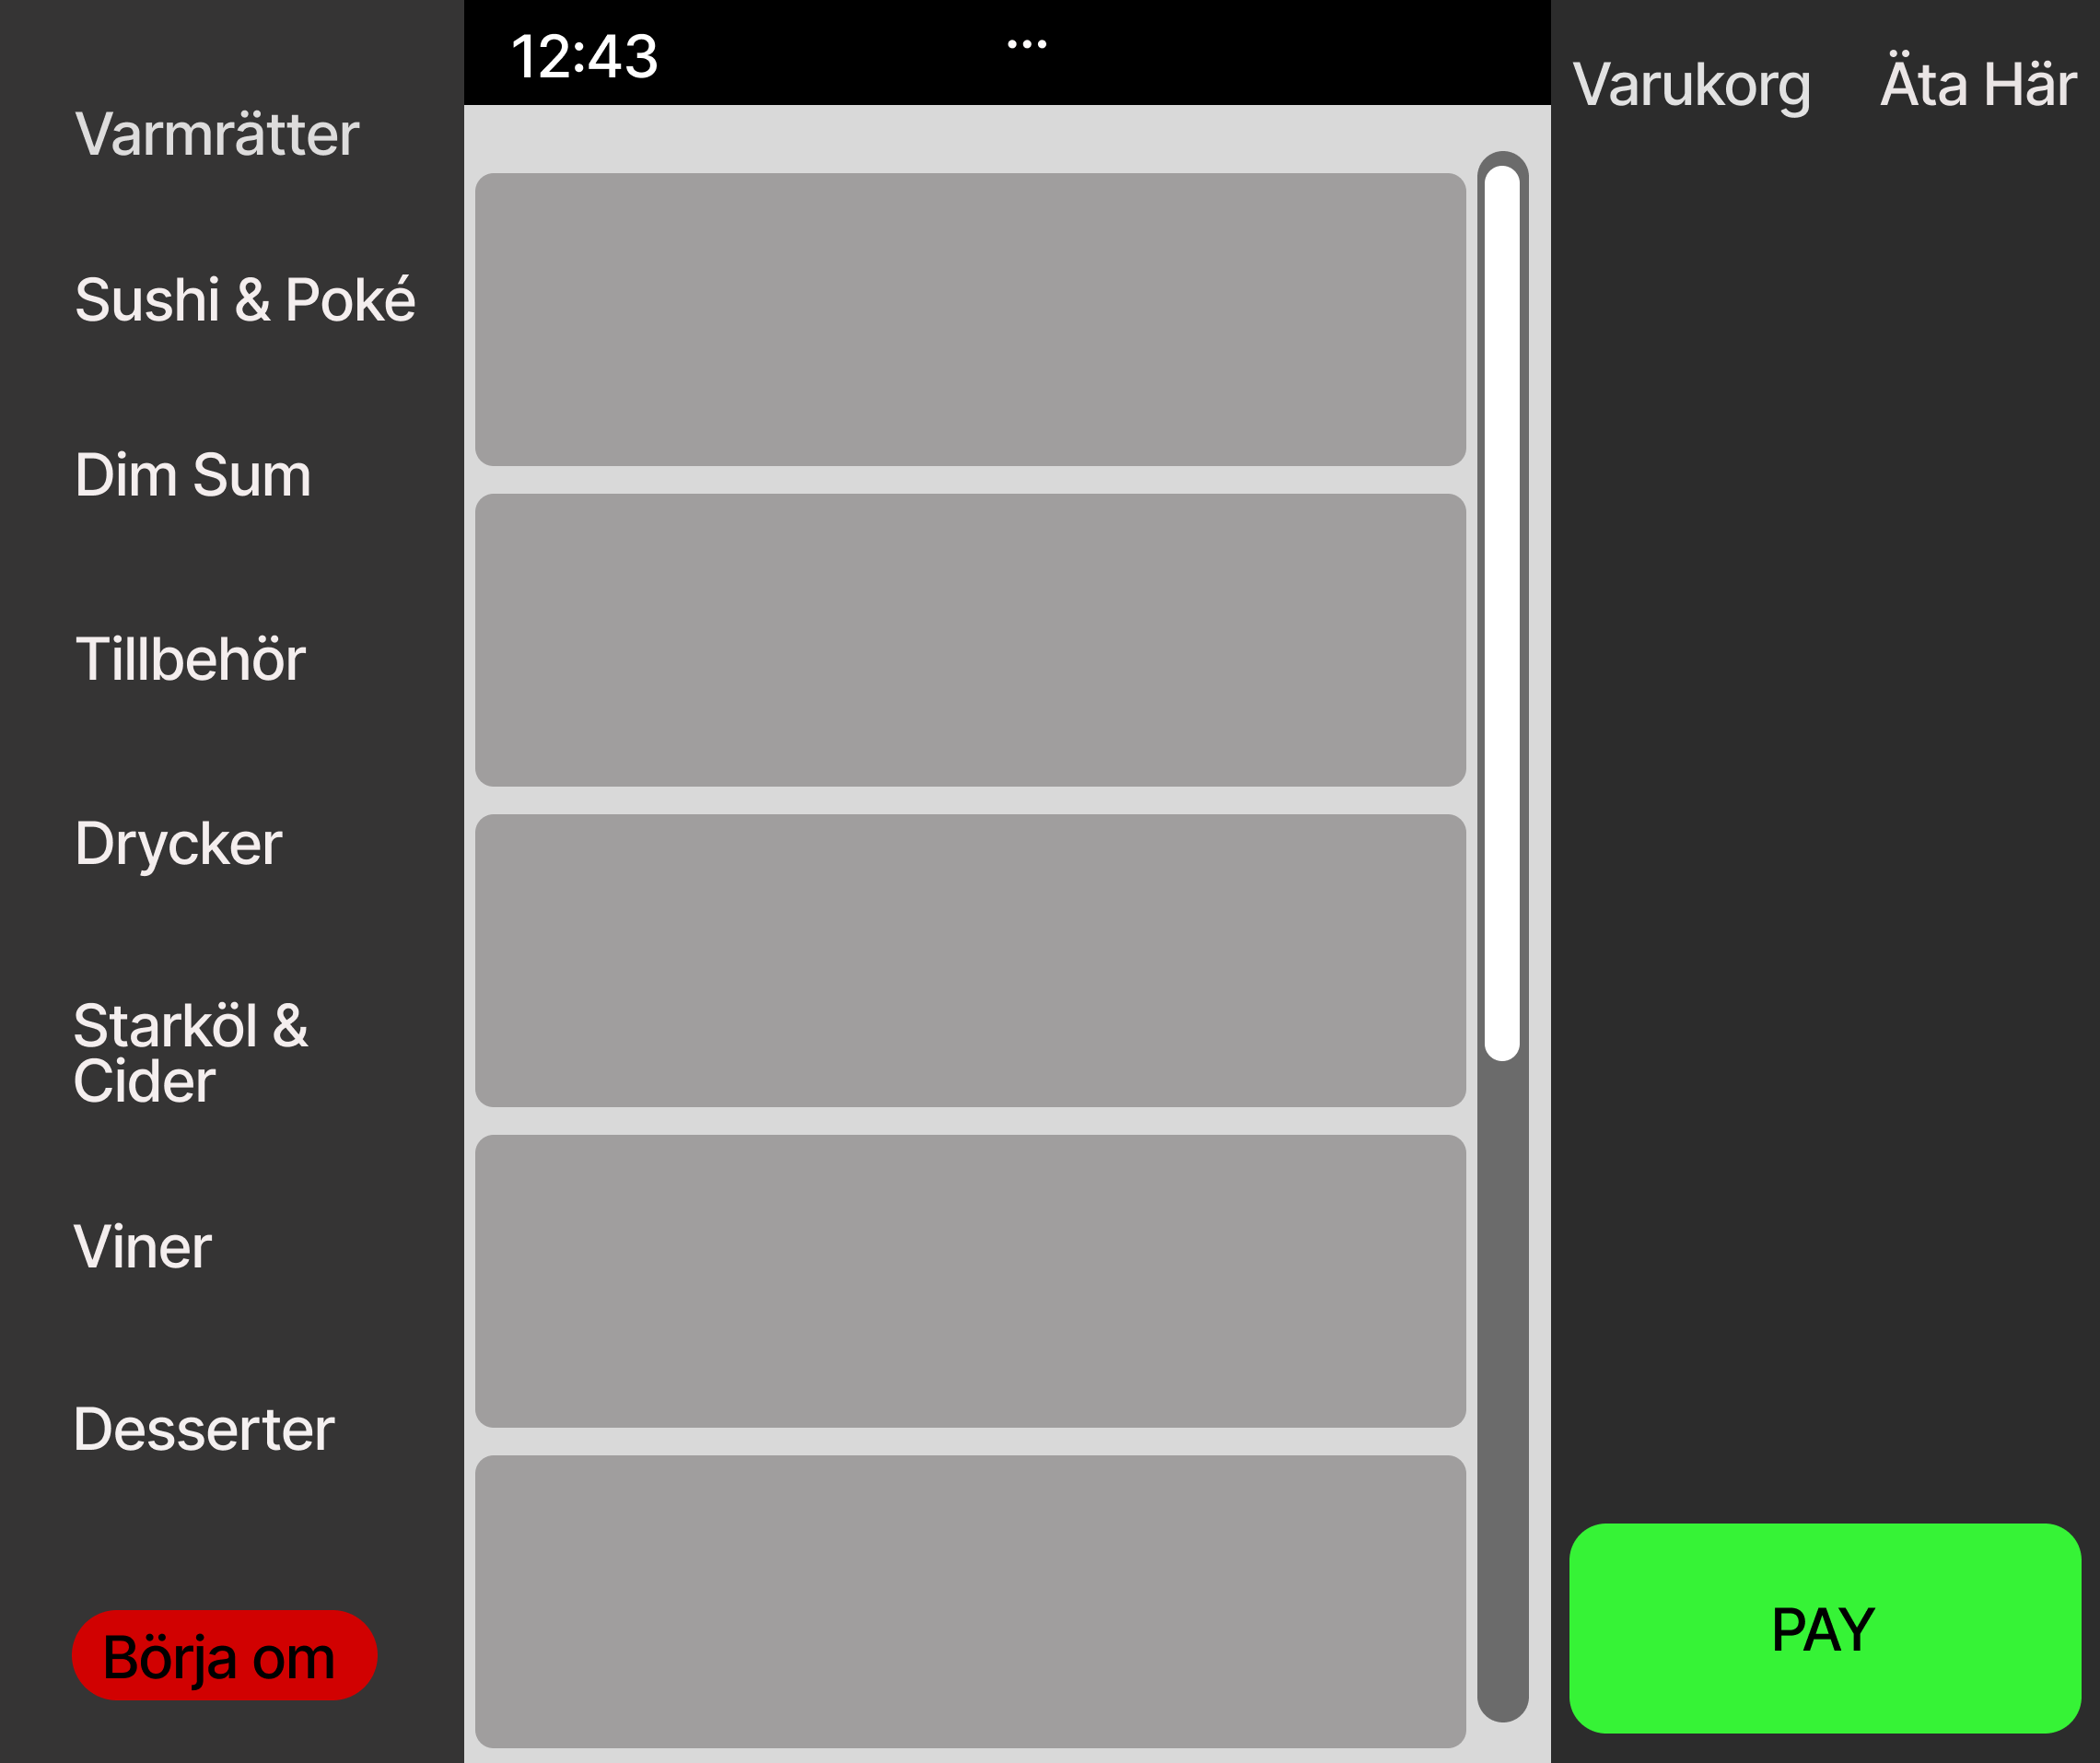 Varmrätter
Sushi & Poké
Dim Sum
Tillbehör
Drycker
Starköl &
Cider
Viner
Desserter
Börja om
12:43
...
Varukorg
Äta Här
PAY